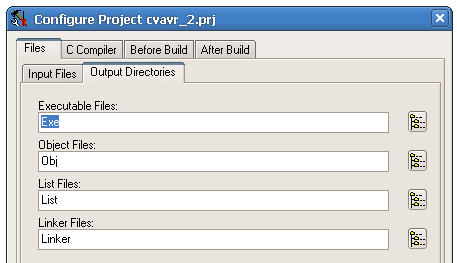 Configure Project cvavr_2.prj
Files C Compiler Before Build After Build
Input Files Output Directories
Executable Files:
Exe
Object Files:
Obj
List Files:
List
Linker Files:
Linker